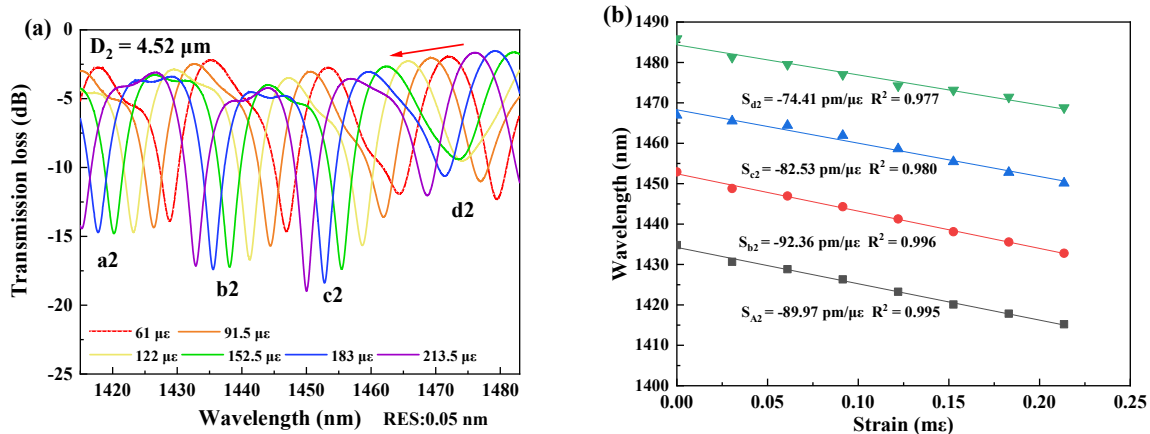 (a)
D₂ = 4.52 μm
0
-5
-10
-15
-20
-25
Transmission loss (dB)
a2
b2
c2
d2
61 με
91.5 με
122 με
152.5 με
183 με
213.5 με
1420
1430
1440
1450
1460
1470
1480
Wavelength (nm)
RES:0.05 nm
(b)
1490
1480
1470
1460
1450
1440
1430
1420
1410
1400
Wavelength (nm)
S_d2 = -74.41 pm/με R² = 0.977
S_c2 = -82.53 pm/με R² = 0.980
S_b2 = -92.36 pm/με R² = 0.996
S_A2 = -89.97 pm/με R² = 0.995
0.00
0.05
0.10
0.15
0.20
0.25
Strain (mε)